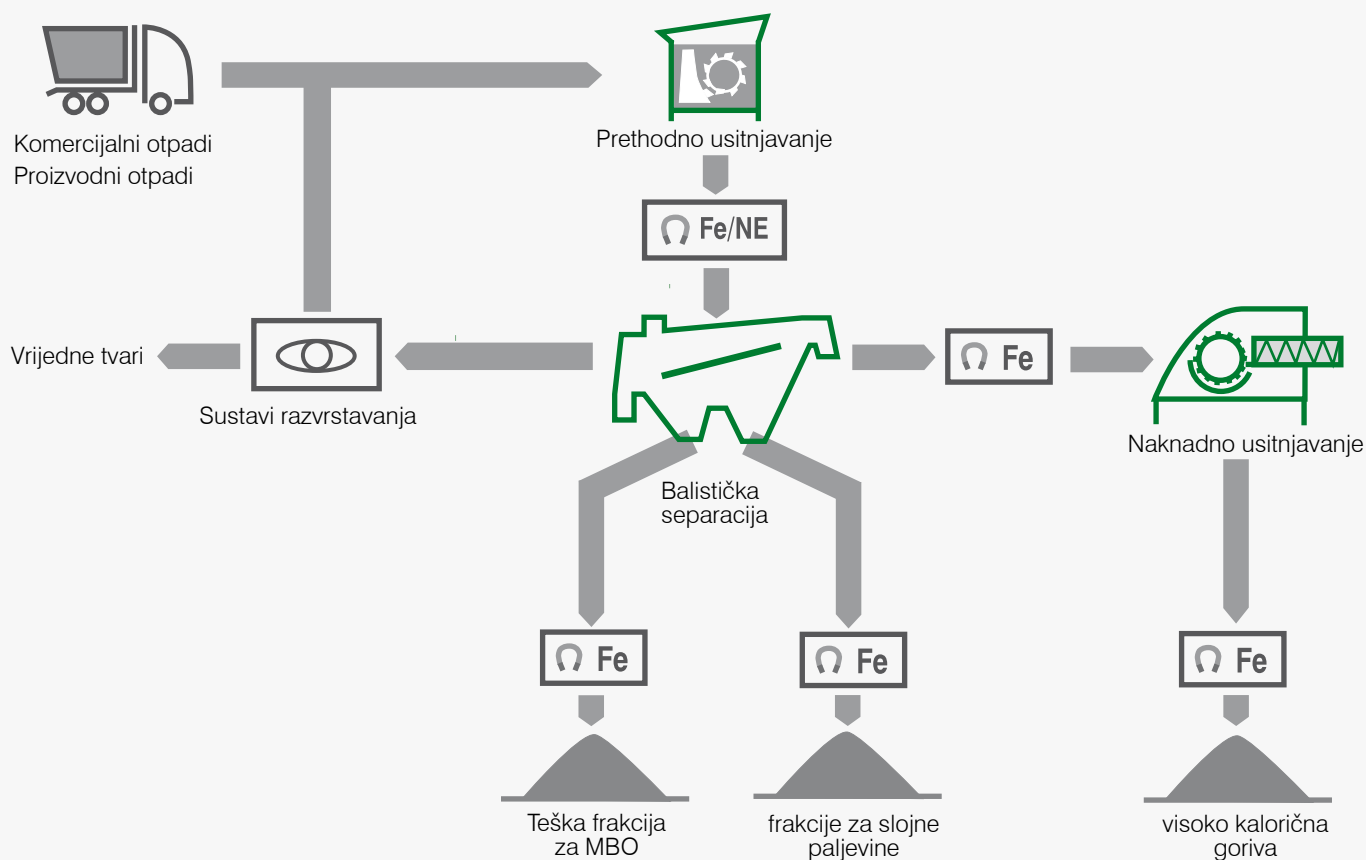 Komercijalni otpadi
Proizvodni otpadi
Prethodno usitnjavanje
Fe/NE
Vrijedne tvari
Sustavi razvrstavanja
Fe
Naknadno usitnjavanje
Balistička
separacija
Fe
Fe
Fe
Teška frakcija
za MBO
frakcije za slojne
paljevine
visoko kalorična
goriva